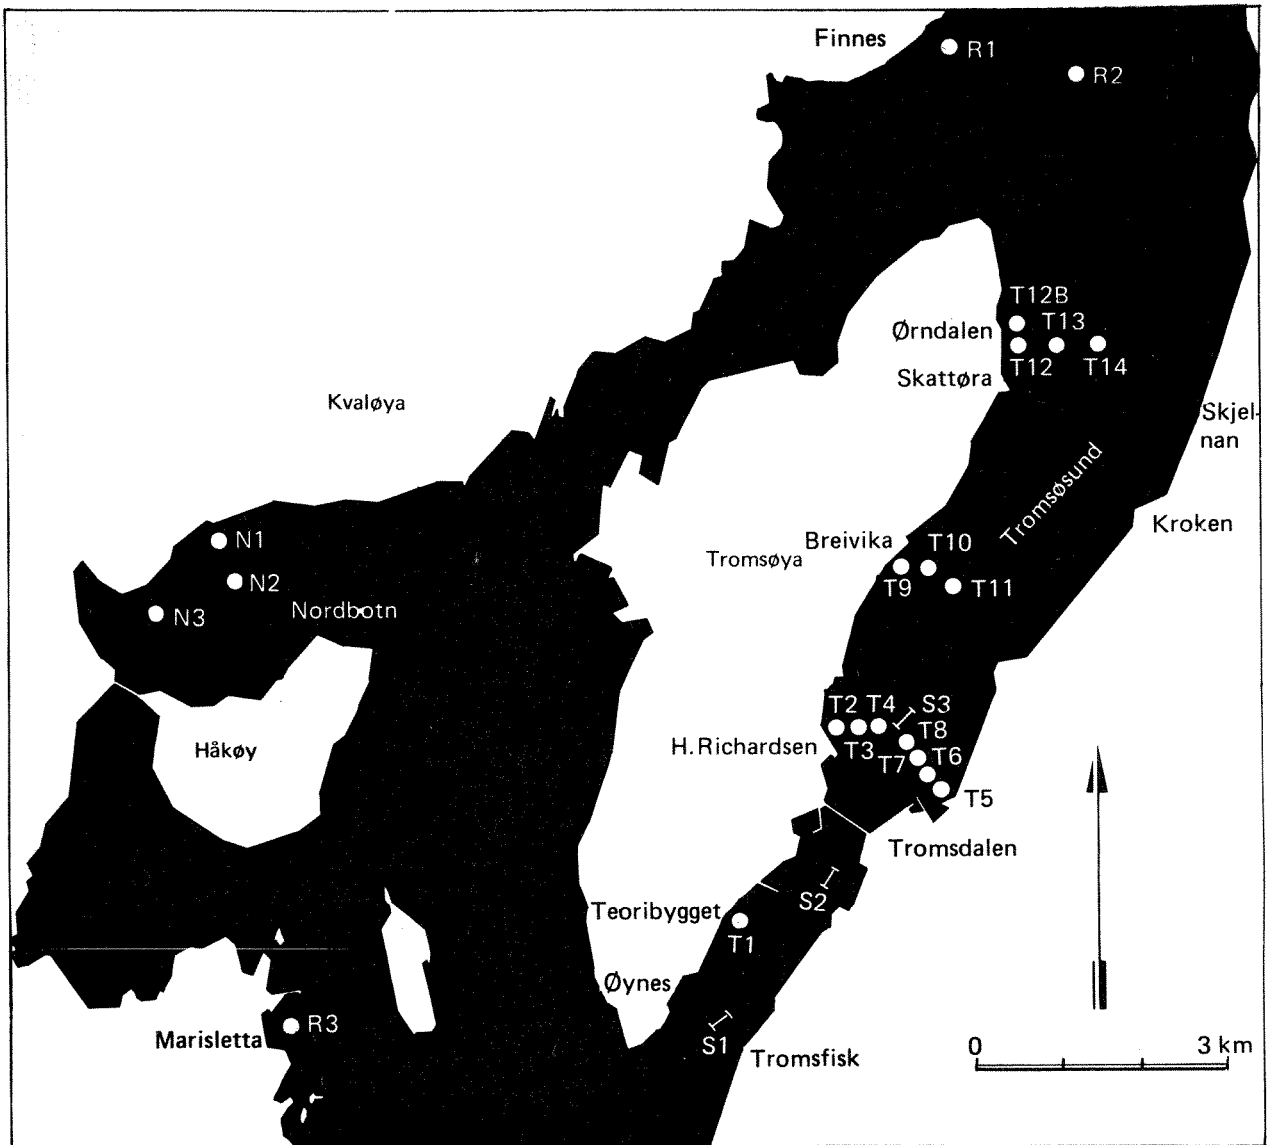 Finnes
R1
R2
T12B
Ørndalen
T13
T12
T14
Skattøra
Kvaløya
Skjel-
nan
Tromsøsund
Kroken
N1
Breivika
T10
Tromsøya
N2
T9
T11
Nordbotn
N3
T2
T4
S3
T8
H.Richardsen
T3
T7
T6
Håkøy
T5
Tromsdalen
S2
Teoribygget
T1
Øynes
R3
Marisletta
S1
Tromsfisk
0
3 km